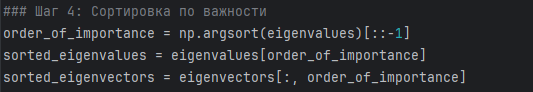 ### Шаг 4: Сортировка по важности
order_of_importance = np.argsort(eigenvalues)[::-1]
sorted_eigenvalues = eigenvalues[order_of_importance]
sorted_eigenvectors = eigenvectors[:, order_of_importance]